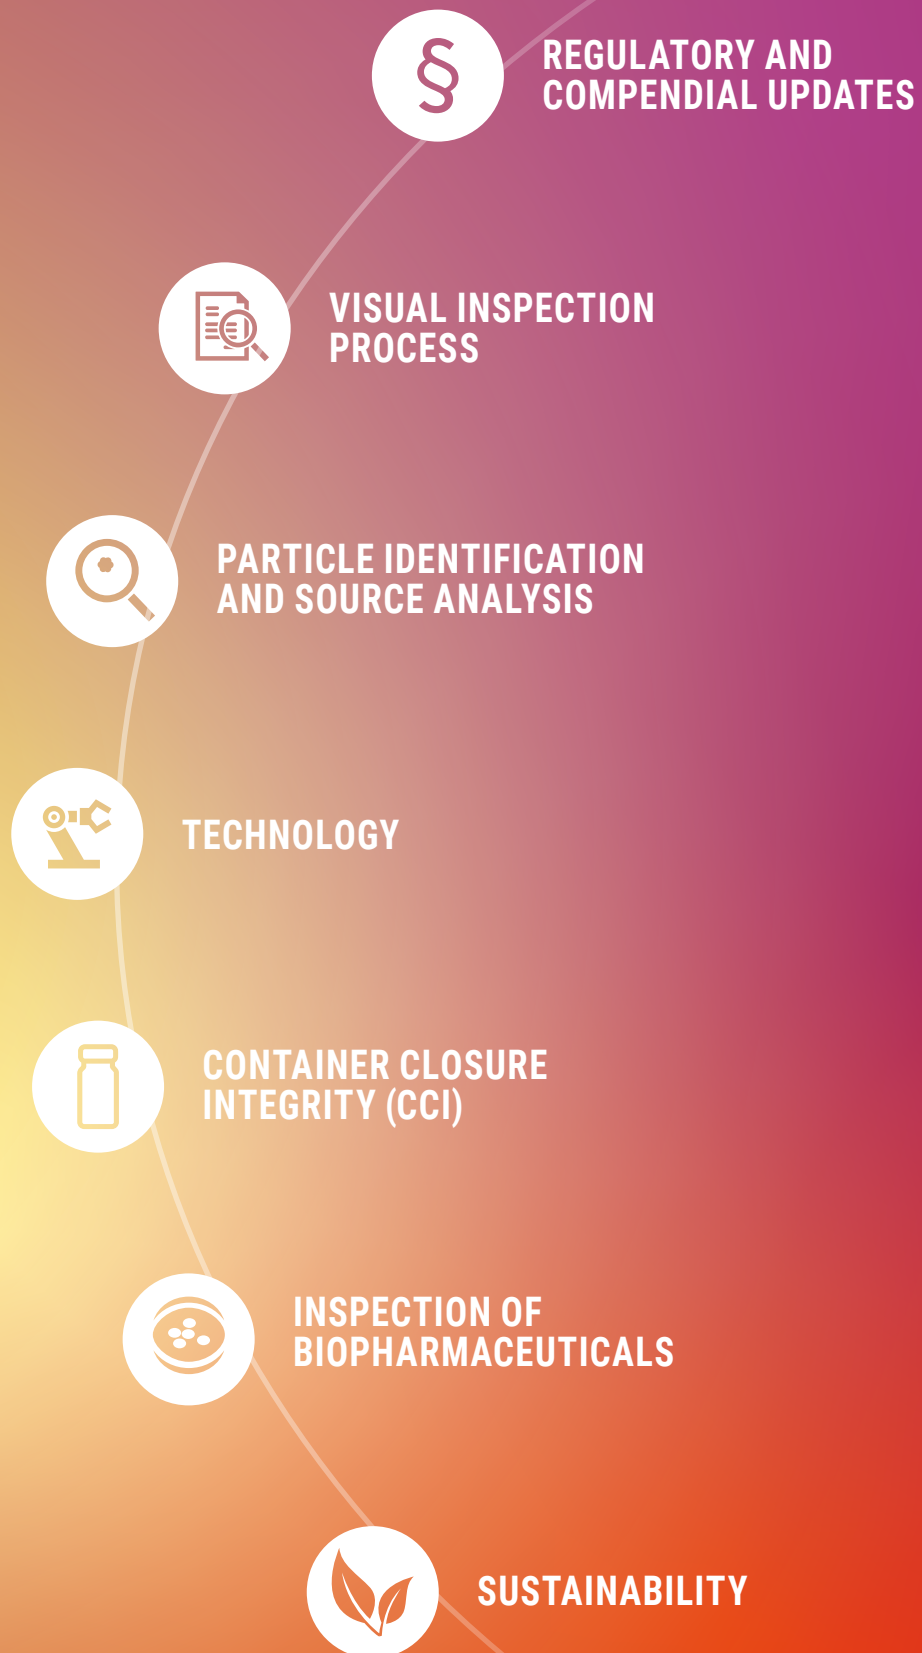 §
REGULATORY AND
COMPENDIAL UPDATES
VISUAL INSPECTION
PROCESS
PARTICLE IDENTIFICATION
AND SOURCE ANALYSIS
TECHNOLOGY
CONTAINER CLOSURE
INTEGRITY (CCI)
INSPECTION OF
BIOPHARMACEUTICALS
SUSTAINABILITY